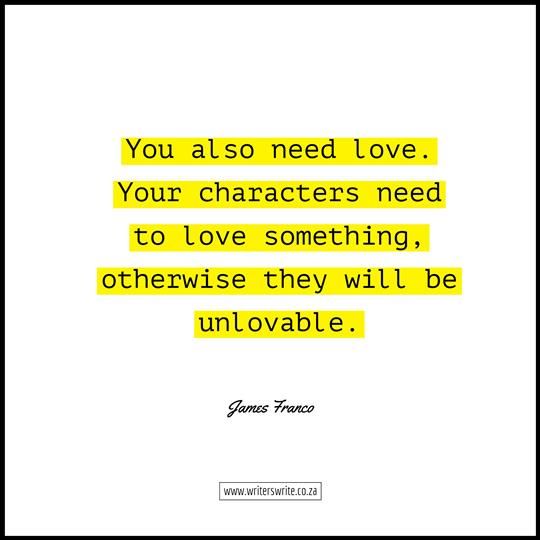 You also need love.
Your characters need
to love something,
otherwise they will be
unlovable.
James Franco
www.writerswrite.co.za